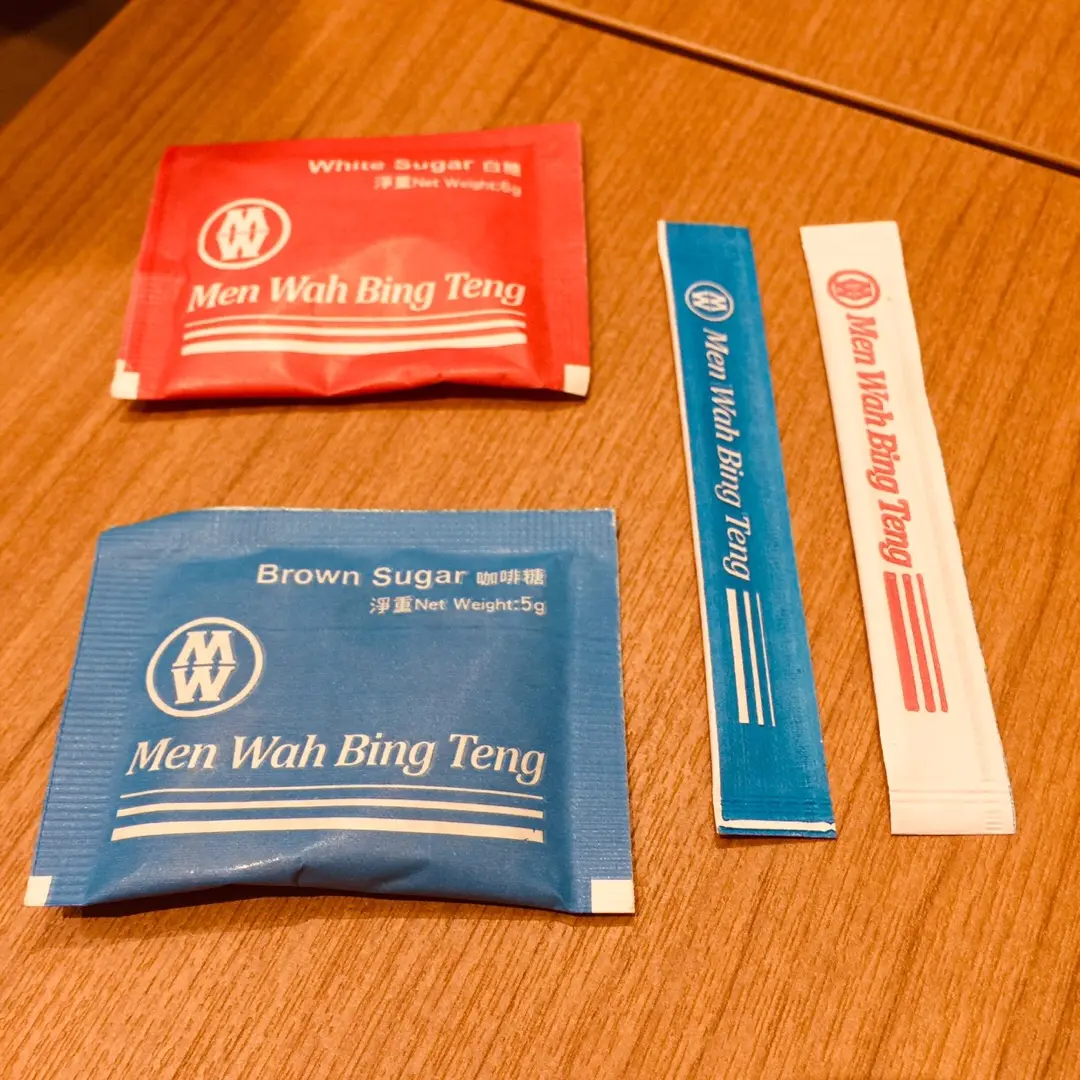 White Sugar 白糖
淨重Net Weight:6g
MW
Men Wah Bing Teng
Brown Sugar 咖啡糖
淨重Net Weight:5g
MW
Men Wah Bing Teng
MW
Men Wah Bing Teng
MW
Men Wah Bing Teng